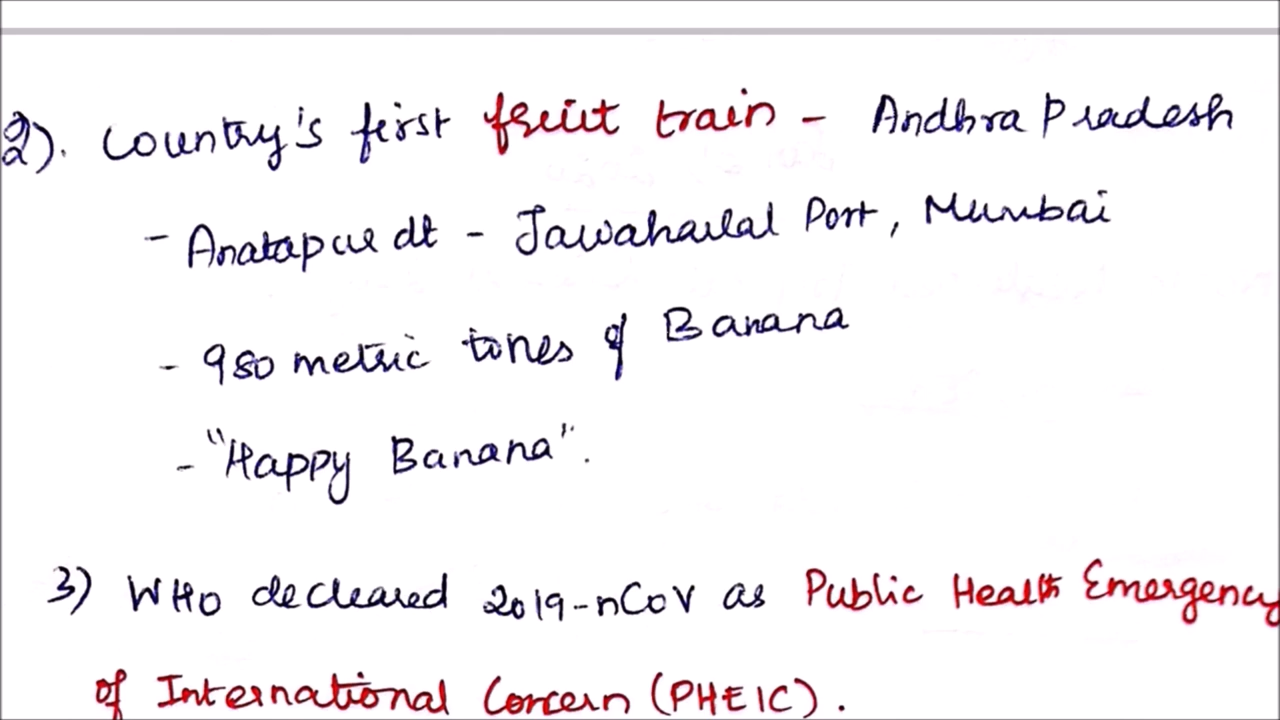 2). Country's first fruit train - Andhra Pradesh
- Anatapur dt - Jawaharlal Port, Mumbai
- 980 metric tones of Banana
- "Happy Banana".
3) WHO decleared 2019-nCoV as Public Health Emergency
of International Concern (PHEIC).